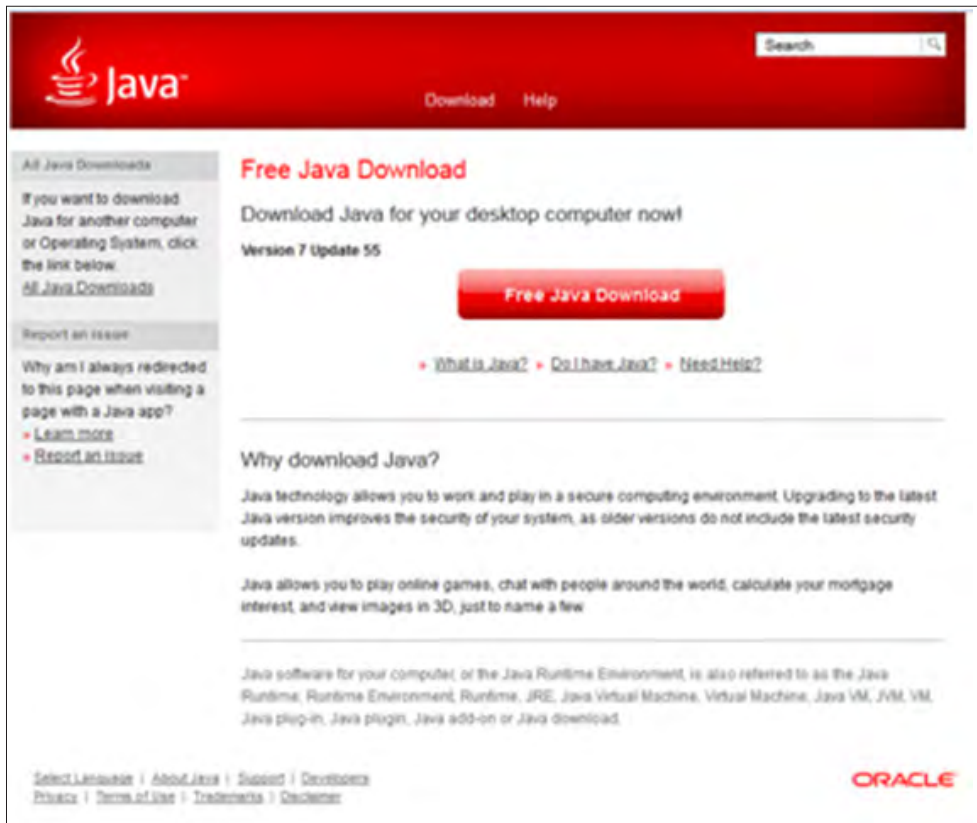 Java
Search
Download Help
All Java Downloads
If you want to download
Java for another computer
or Operating System, click
the link below.
All Java Downloads
Report an issue
Why am I always redirected
to this page when visiting a
page with a Java app?
» Learn more
» Report an issue
Free Java Download
Download Java for your desktop computer now!
Version 7 Update 55
Free Java Download
» What is Java? » Do I have Java? » Need Help?
Why download Java?
Java technology allows you to work and play in a secure computing environment. Upgrading to the latest
Java version improves the security of your system, as older versions do not include the latest security
updates.
Java allows you to play online games, chat with people around the world, calculate your mortgage
interest, and view images in 3D, just to name a few.
Java software for your computer, or the Java Runtime Environment, is also referred to as the Java
Runtime, Runtime Environment, Runtime, JRE, Java Virtual Machine, Virtual Machine, Java VM, JVM, VM,
Java plug-in, Java plugin, Java add-on or Java download.
Select Language | About Java | Support | Developers
Privacy | Terms of Use | Trademarks | Disclaimer
ORACLE